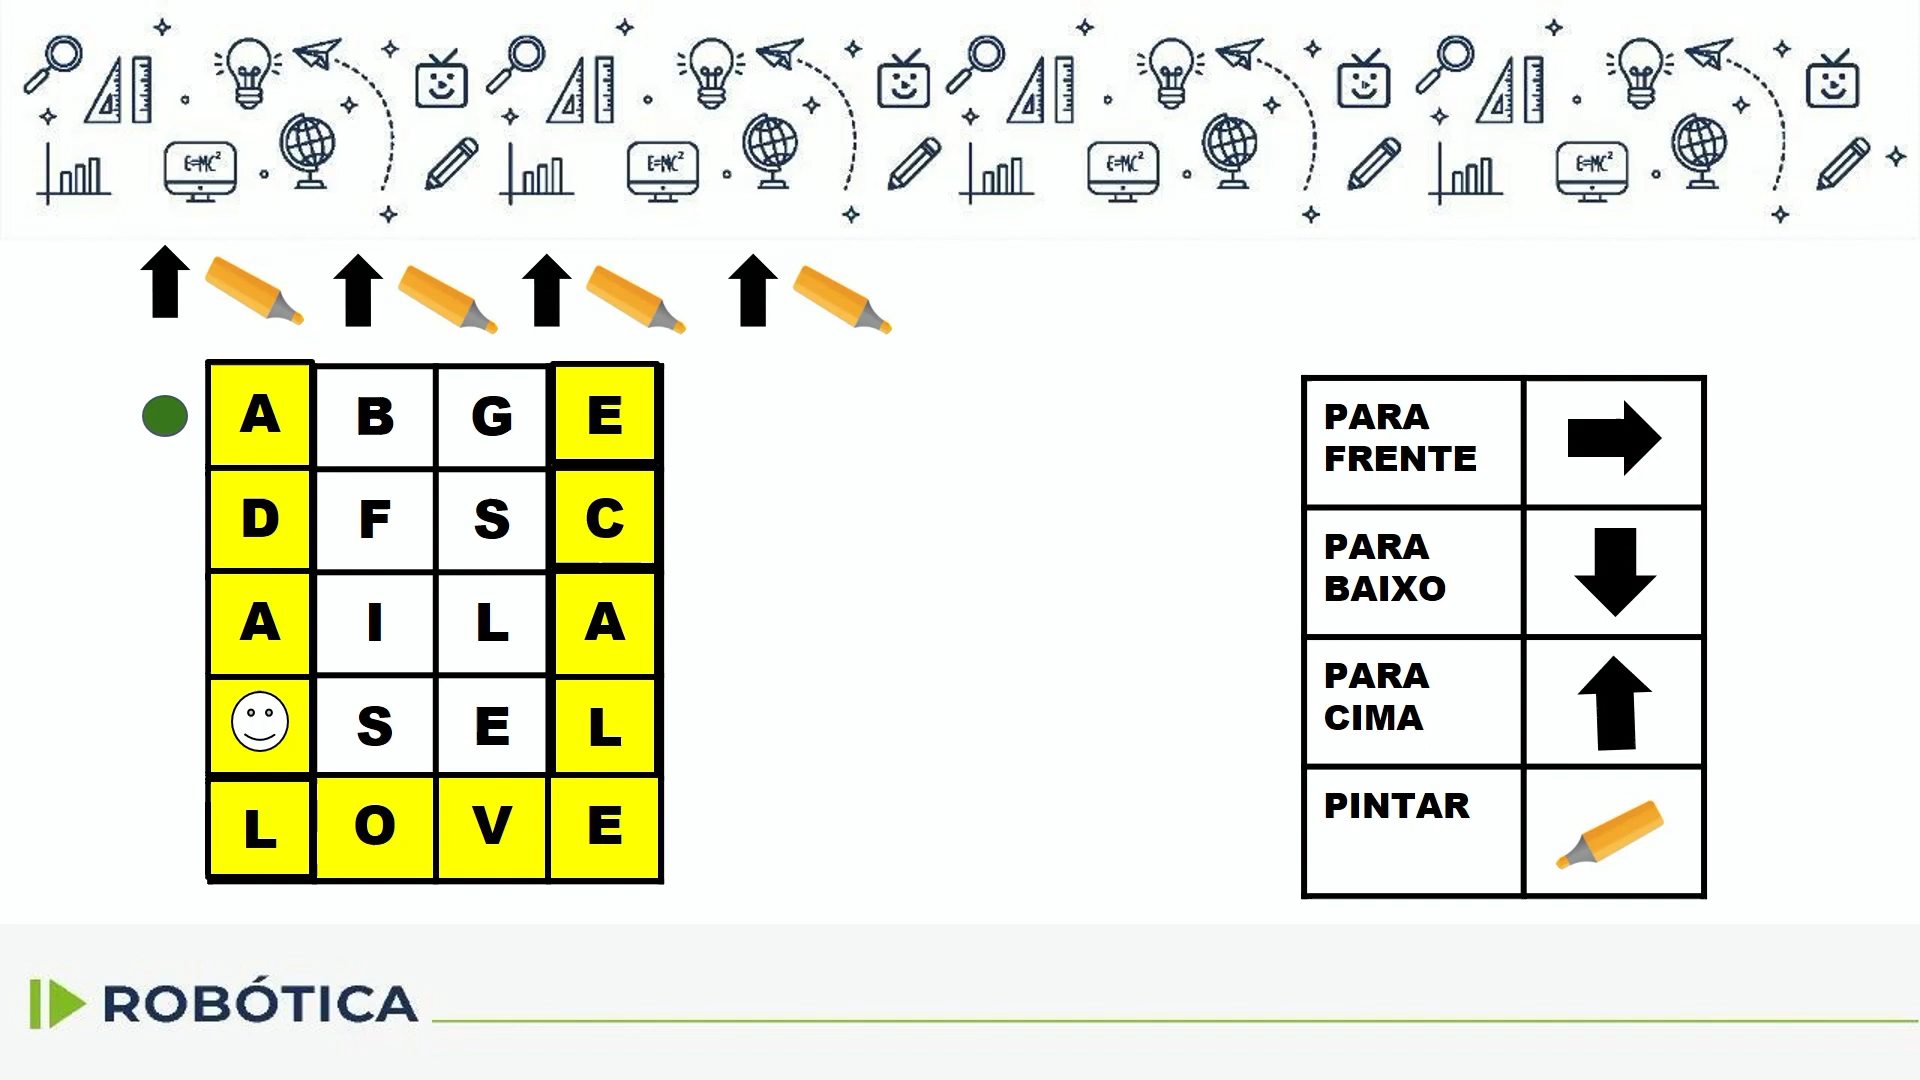 E=MC²
E=MC²
E=MC²
E=MC²
A B G E
D F S C
A I L A
S E L
L O V E
PARA
FRENTE
PARA
BAIXO
PARA
CIMA
PINTAR
ROBÓTICA